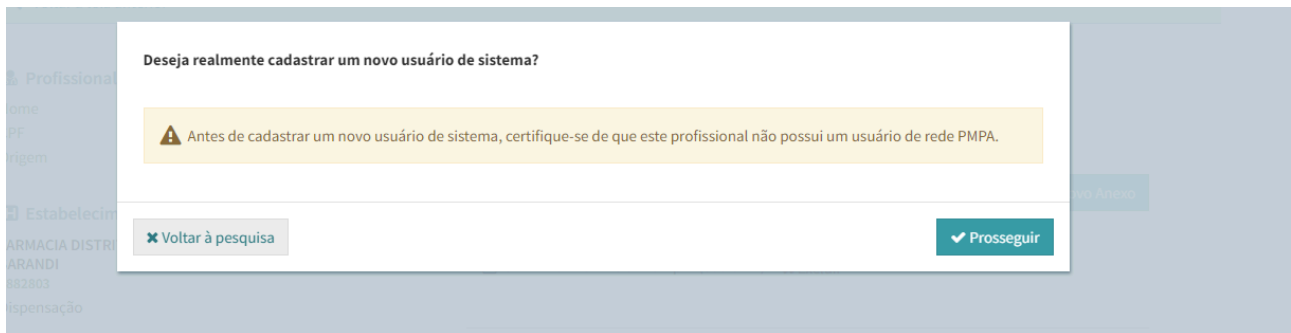 Deseja realmente cadastrar um novo usuário de sistema?
Antes de cadastrar um novo usuário de sistema, certifique-se de que este profissional não possui um usuário de rede PMPA.
Voltar à pesquisa
Prosseguir
Profissional
ome
PF
rigem
vo Anexo
Estabelecim
ARMACIA DISTRI
ARANDI
882803
ispensação